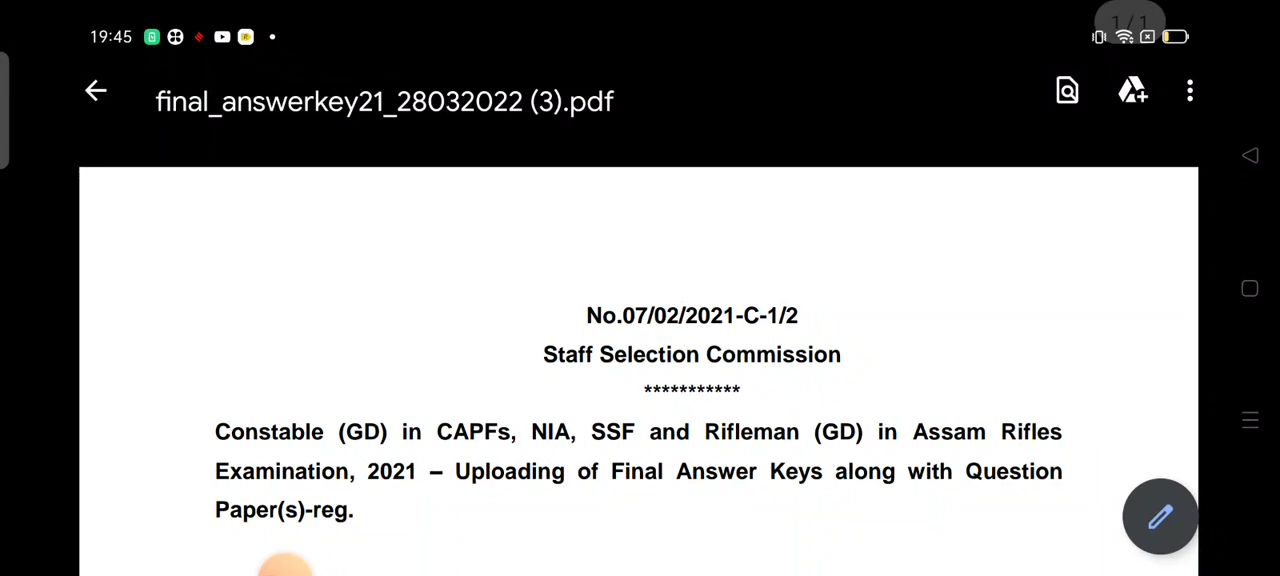 1/1
19:45
final_answerkey21_28032022 (3).pdf
No.07/02/2021-C-1/2
Staff Selection Commission
***********
Constable (GD) in CAPFs, NIA, SSF and Rifleman (GD) in Assam Rifles
Examination, 2021 – Uploading of Final Answer Keys along with Question
Paper(s)-reg.